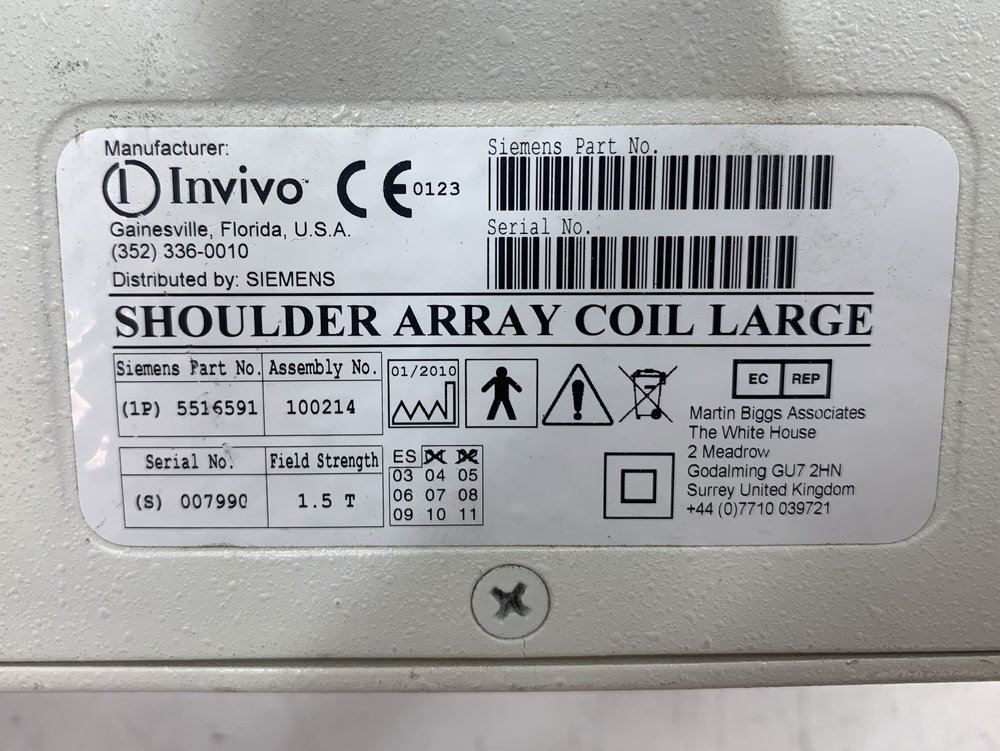 Manufacturer:
Invivo™
CE 0123
Gainesville, Florida, U.S.A.
(352) 336-0010
Distributed by: SIEMENS
Siemens Part No.
Serial No.
SHOULDER ARRAY COIL LARGE
Siemens Part No. Assembly No.
(1P) 5516591 100214
Serial No. Field Strength
(S) 007990 1.5 T
01/2010
ES
03 04 05
06 07 08
09 10 11
EC REP
Martin Biggs Associates
The White House
2 Meadrow
Godalming GU7 2HN
Surrey United Kingdom
+44 (0)7710 039721